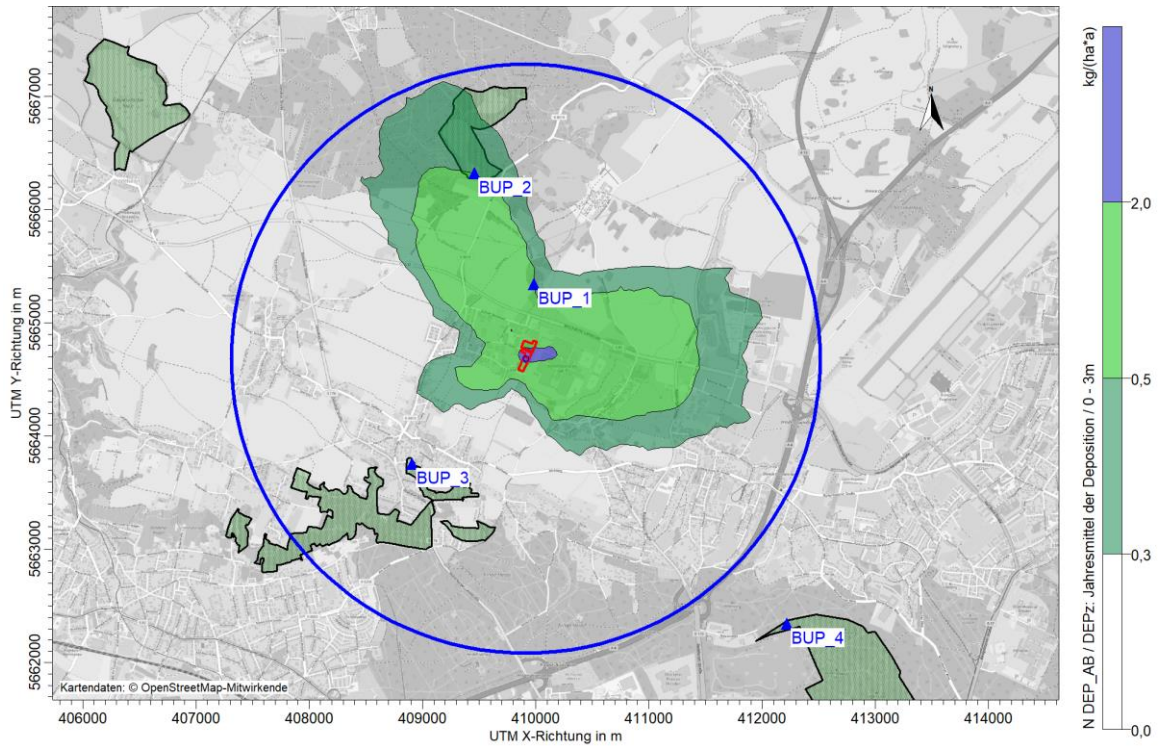 N
BUP_2
BUP_1
BUP_3
BUP_4
Kartendaten: © OpenStreetMap-Mitwirkende
UTM Y-Richtung in m
5667000
5666000
5665000
5664000
5663000
5662000
406000 407000 408000 409000 410000 411000 412000 413000 414000
UTM X-Richtung in m
kg/(ha*a)
2,0
0,5
0,3
0,0
N DEP_AB / DEPz: Jahresmittel der Deposition / 0 - 3m